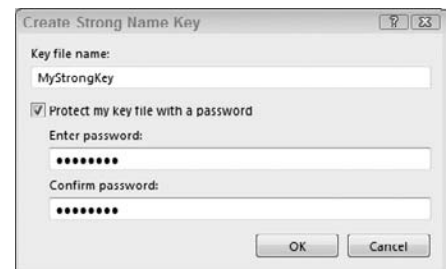 Create Strong Name Key
Key file name:
MyStrongKey
Protect my key file with a password
Enter password:
●●●●●●●●
Confirm password:
●●●●●●●●
OK Cancel